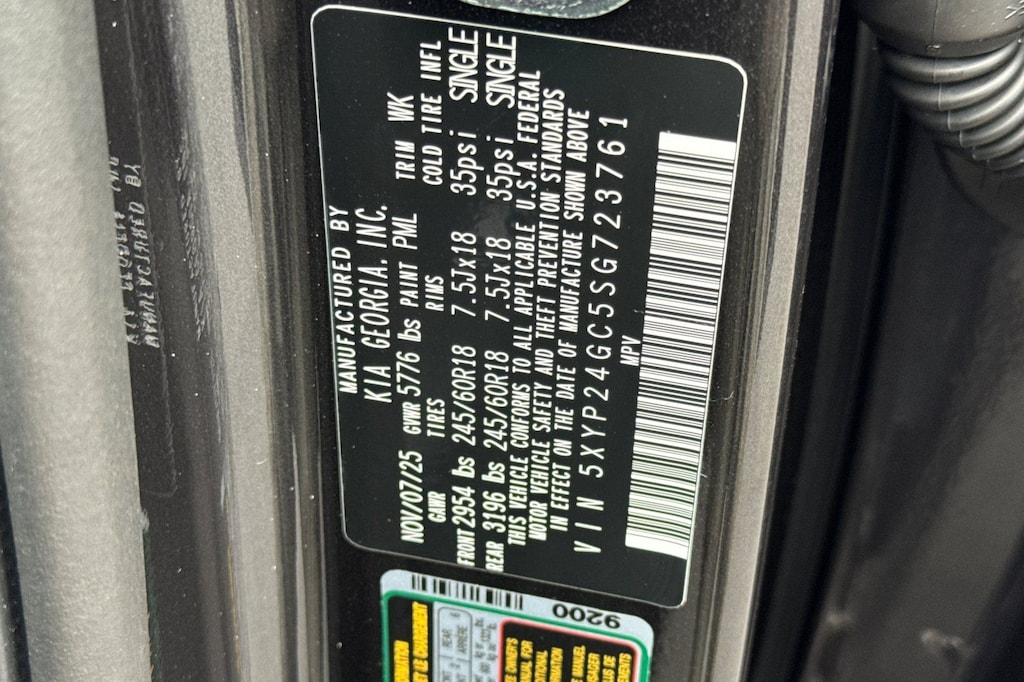 MANUFACTURED BY
KIA GEORGIA, INC.
NOV/07/25 GVWR 5776 lbs PAINT PML TRIM WK
GAWR TIRES RIMS COLD TIRE INFL
FRONT 2954 lbs 245/60R18 7.5Jx18 35psi SINGLE
REAR 3196 lbs 245/60R18 7.5Jx18 35psi SINGLE
THIS VEHICLE CONFORMS TO ALL APPLICABLE U.S.A. FEDERAL
MOTOR VEHICLE SAFETY AND THEFT PREVENTION STANDARDS
IN EFFECT ON THE DATE OF MANUFACTURE SHOWN ABOVE
VIN 5XYP24GC5SG723761
MPV
9200
REAR
ARRIÈRE